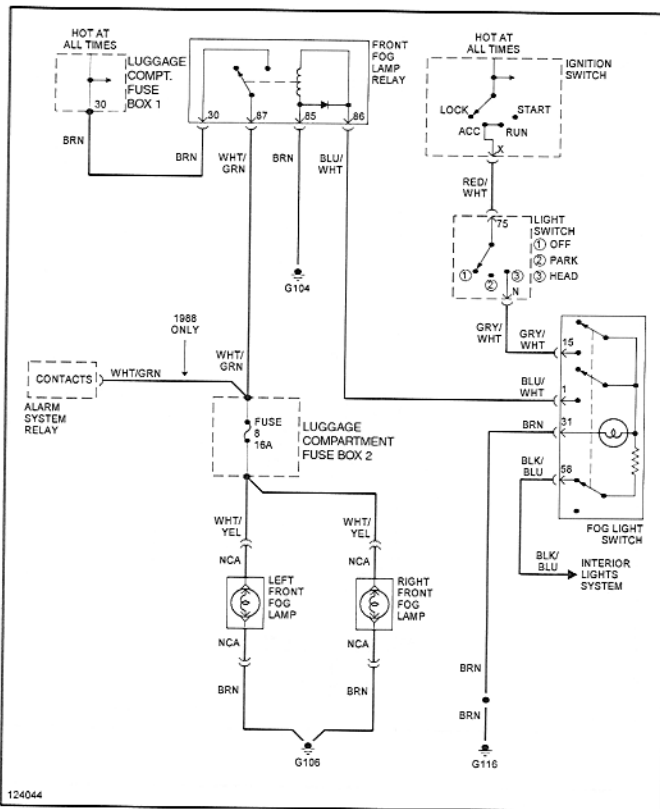 HOT AT
ALL TIMES
LUGGAGE
COMPT.
FUSE
BOX 1
30
BRN
FRONT
FOG
LAMP
RELAY
30
87
85
86
BRN
WHT/
GRN
BRN
BLU/
WHT
G104
HOT AT
ALL TIMES
IGNITION
SWITCH
LOCK
START
ACC
RUN
X
RED/
WHT
75
LIGHT
SWITCH
1 OFF
2 PARK
3 HEAD
1
2
3
N
GRY/
WHT
GRY/
WHT
15
BLU/
WHT
1
BRN
31
BLK/
BLU
58
FOG LIGHT
SWITCH
BLK/
BLU
INTERIOR
LIGHTS
SYSTEM
BRN
BRN
G116
1988
ONLY
WHT/
GRN
CONTACTS
WHT/GRN
ALARM
SYSTEM
RELAY
FUSE
8
16A
LUGGAGE
COMPARTMENT
FUSE BOX 2
WHT/
YEL
WHT/
YEL
NCA
NCA
LEFT
FRONT
FOG
LAMP
RIGHT
FRONT
FOG
LAMP
NCA
NCA
BRN
BRN
G106
124044